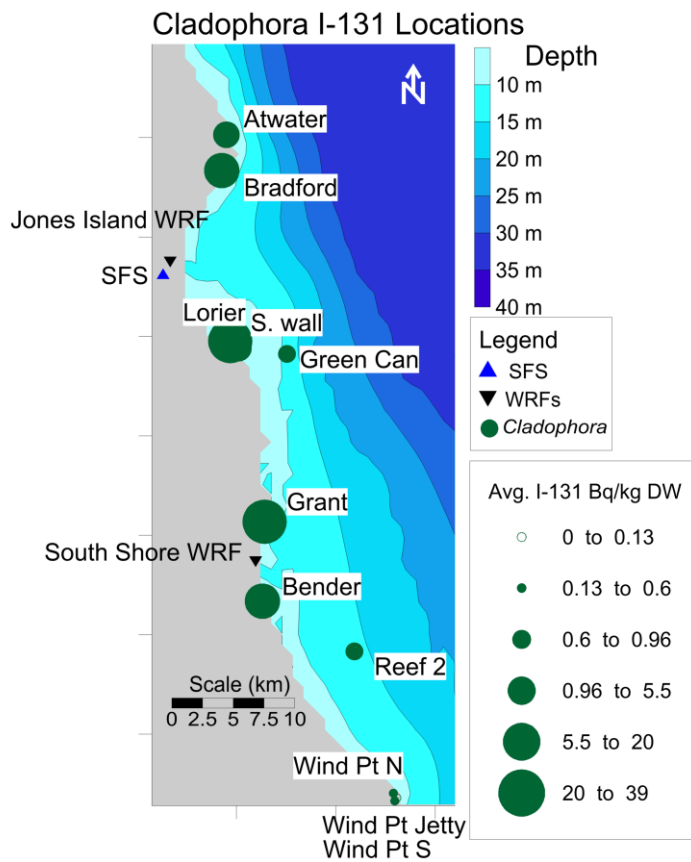 Cladophora I-131 Locations
N
Depth
10 m
15 m
20 m
25 m
30 m
35 m
40 m
Atwater
Bradford
Jones Island WRF
SFS
Lorier
S. wall
Green Can
Grant
South Shore WRF
Bender
Reef 2
Scale (km)
0 2.5 5 7.5 10
Wind Pt N
Wind Pt Jetty
Wind Pt S
Legend
SFS
WRFs
Cladophora
Avg. I-131 Bq/kg DW
0 to 0.13
0.13 to 0.6
0.6 to 0.96
0.96 to 5.5
5.5 to 20
20 to 39